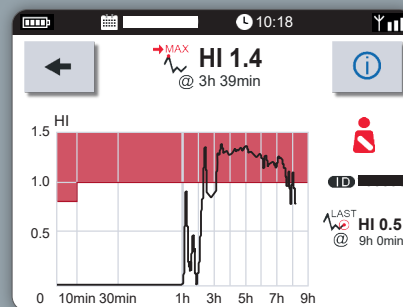 10:18
MAX HI 1.4
@ 3h 39min
HI
1.5
1.0
0.5
0 10min 30min 1h 3h 5h 7h 9h
ID
LAST HI 0.5
@ 9h 0min